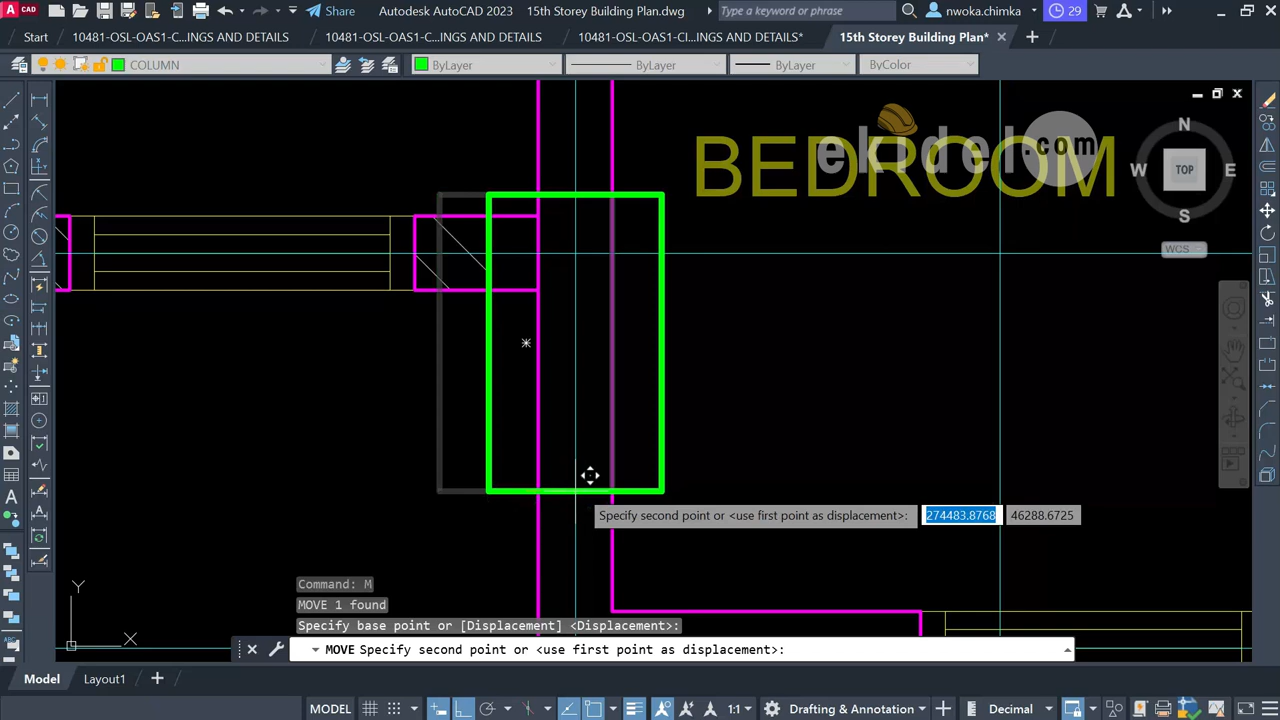 A CAD
Share
Autodesk AutoCAD 2023
15th Storey Building Plan.dwg
Type a keyword or phrase
nwoka.chimka
29
Start
10481-OSL-OAS1-C...INGS AND DETAILS
10481-OSL-OAS1-C...INGS AND DETAILS
10481-OSL-OAS1-Cl...INGS AND DETAILS*
15th Storey Building Plan*
COLUMN
ByLayer
ByLayer
ByLayer
ByColor
BEDROOM
ekidel.com
N
W
TOP
E
S
WCS
Specify second point or <use first point as displacement>:
274483.8768
46288.6725
Y
X
Command: M
MOVE 1 found
Specify base point or [Displacement] <Displacement>:
MOVE Specify second point or <use first point as displacement>:
Model
Layout1
MODEL
1:1
Drafting & Annotation
Decimal